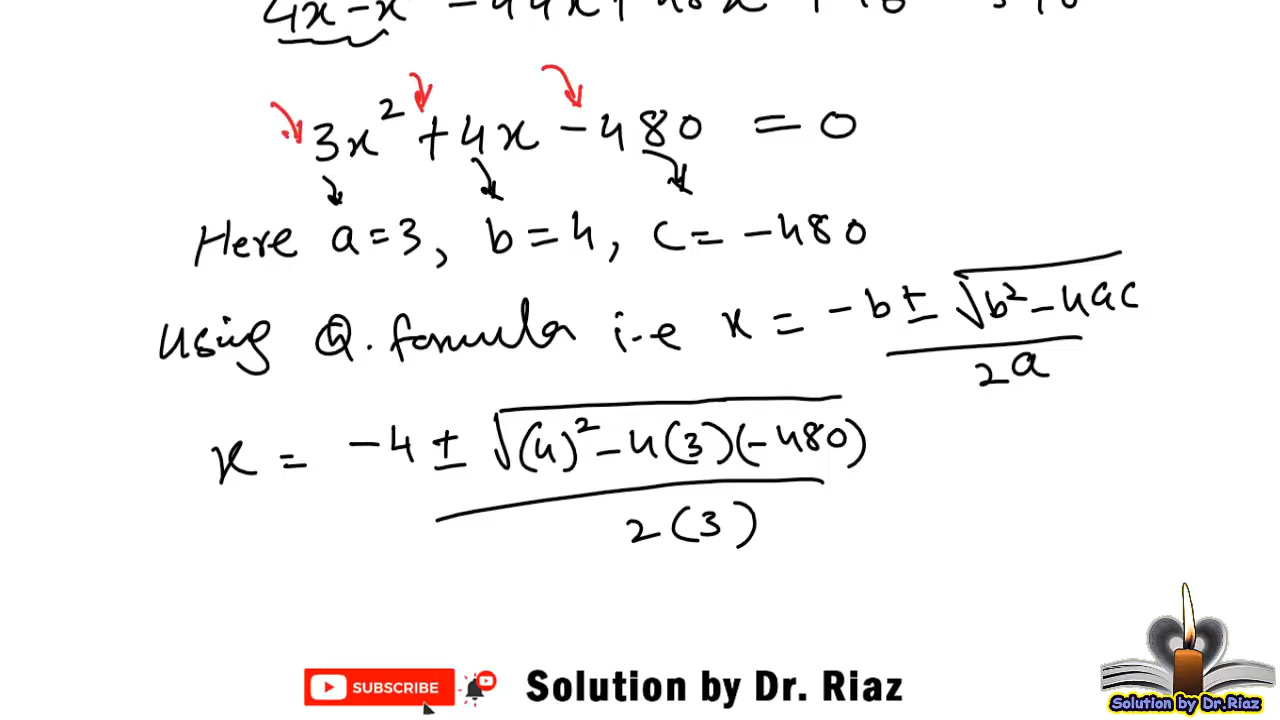 3x² + 4x - 480 = 0
Here a = 3, b = 4, c = -480
Using Q. formula i.e x = -b ± √b² - 4ac / 2a
x = -4 ± √(4)² - 4(3)(-480) / 2(3)
SUBSCRIBE
Solution by Dr. Riaz
Solution by Dr.Riaz